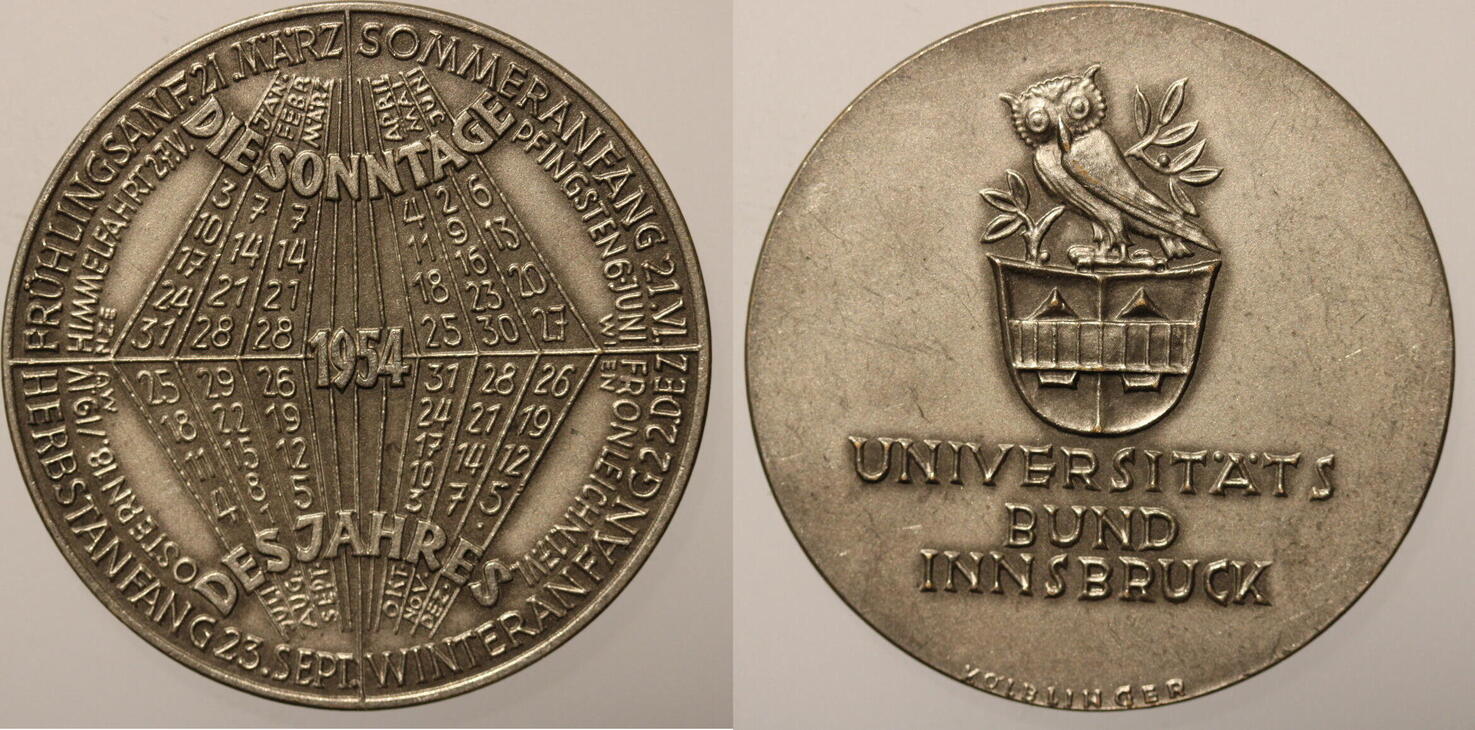 FRÜHLINGSANF. 21. MÄRZ
SOMMERANFANG 21. VI.
HIMMELFAHRT 27. V.
PFINGSTEN 6. JUNI
JAN.
FEBR.
MÄRZ
APRIL
MAI
JUNI
DIE SONNTAGE
3 7 7 4 2 6
10 14 14 11 9 13
17 21 21 18 16 20
24 28 28 25 23 27
31 30
1954
25 29 26 31 28 26
18 22 19 24 21 19
11 15 12 17 14 12
4 8 5 10 7 5
3
DES JAHRES
JULI
AUG.
SEPT.
OKT
NOV
DEZ
OSTERN 18./19. IV.
FRONLEICHN.
HERBSTANFANG 23. SEPT.
WINTERANFANG 22. DEZ.
WIEN
UNIVERSITÄTS
BUND
INNSBRUCK